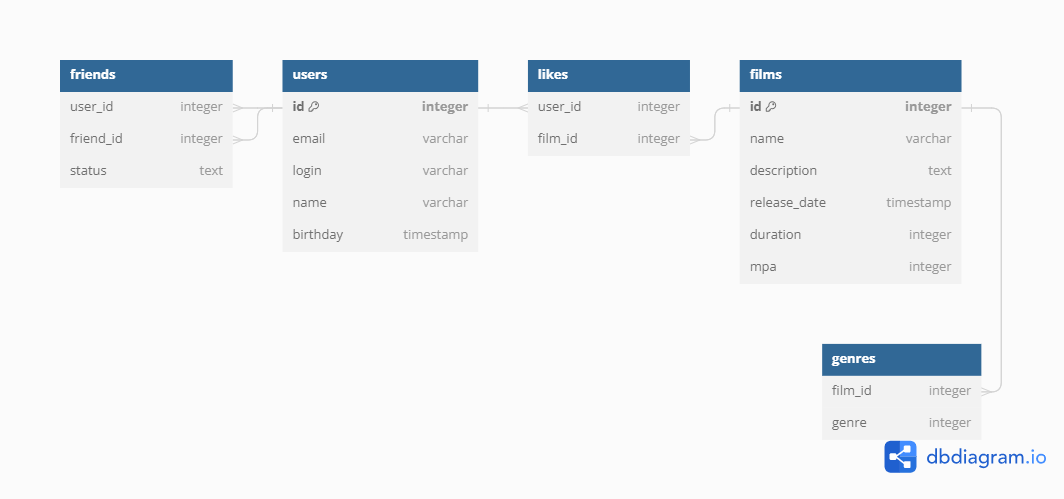 friends
user_id integer
friend_id integer
status text
users
id integer
email varchar
login varchar
name varchar
birthday timestamp
likes
user_id integer
film_id integer
films
id integer
name varchar
description text
release_date timestamp
duration integer
mpa integer
genres
film_id integer
genre integer
dbdiagram.io